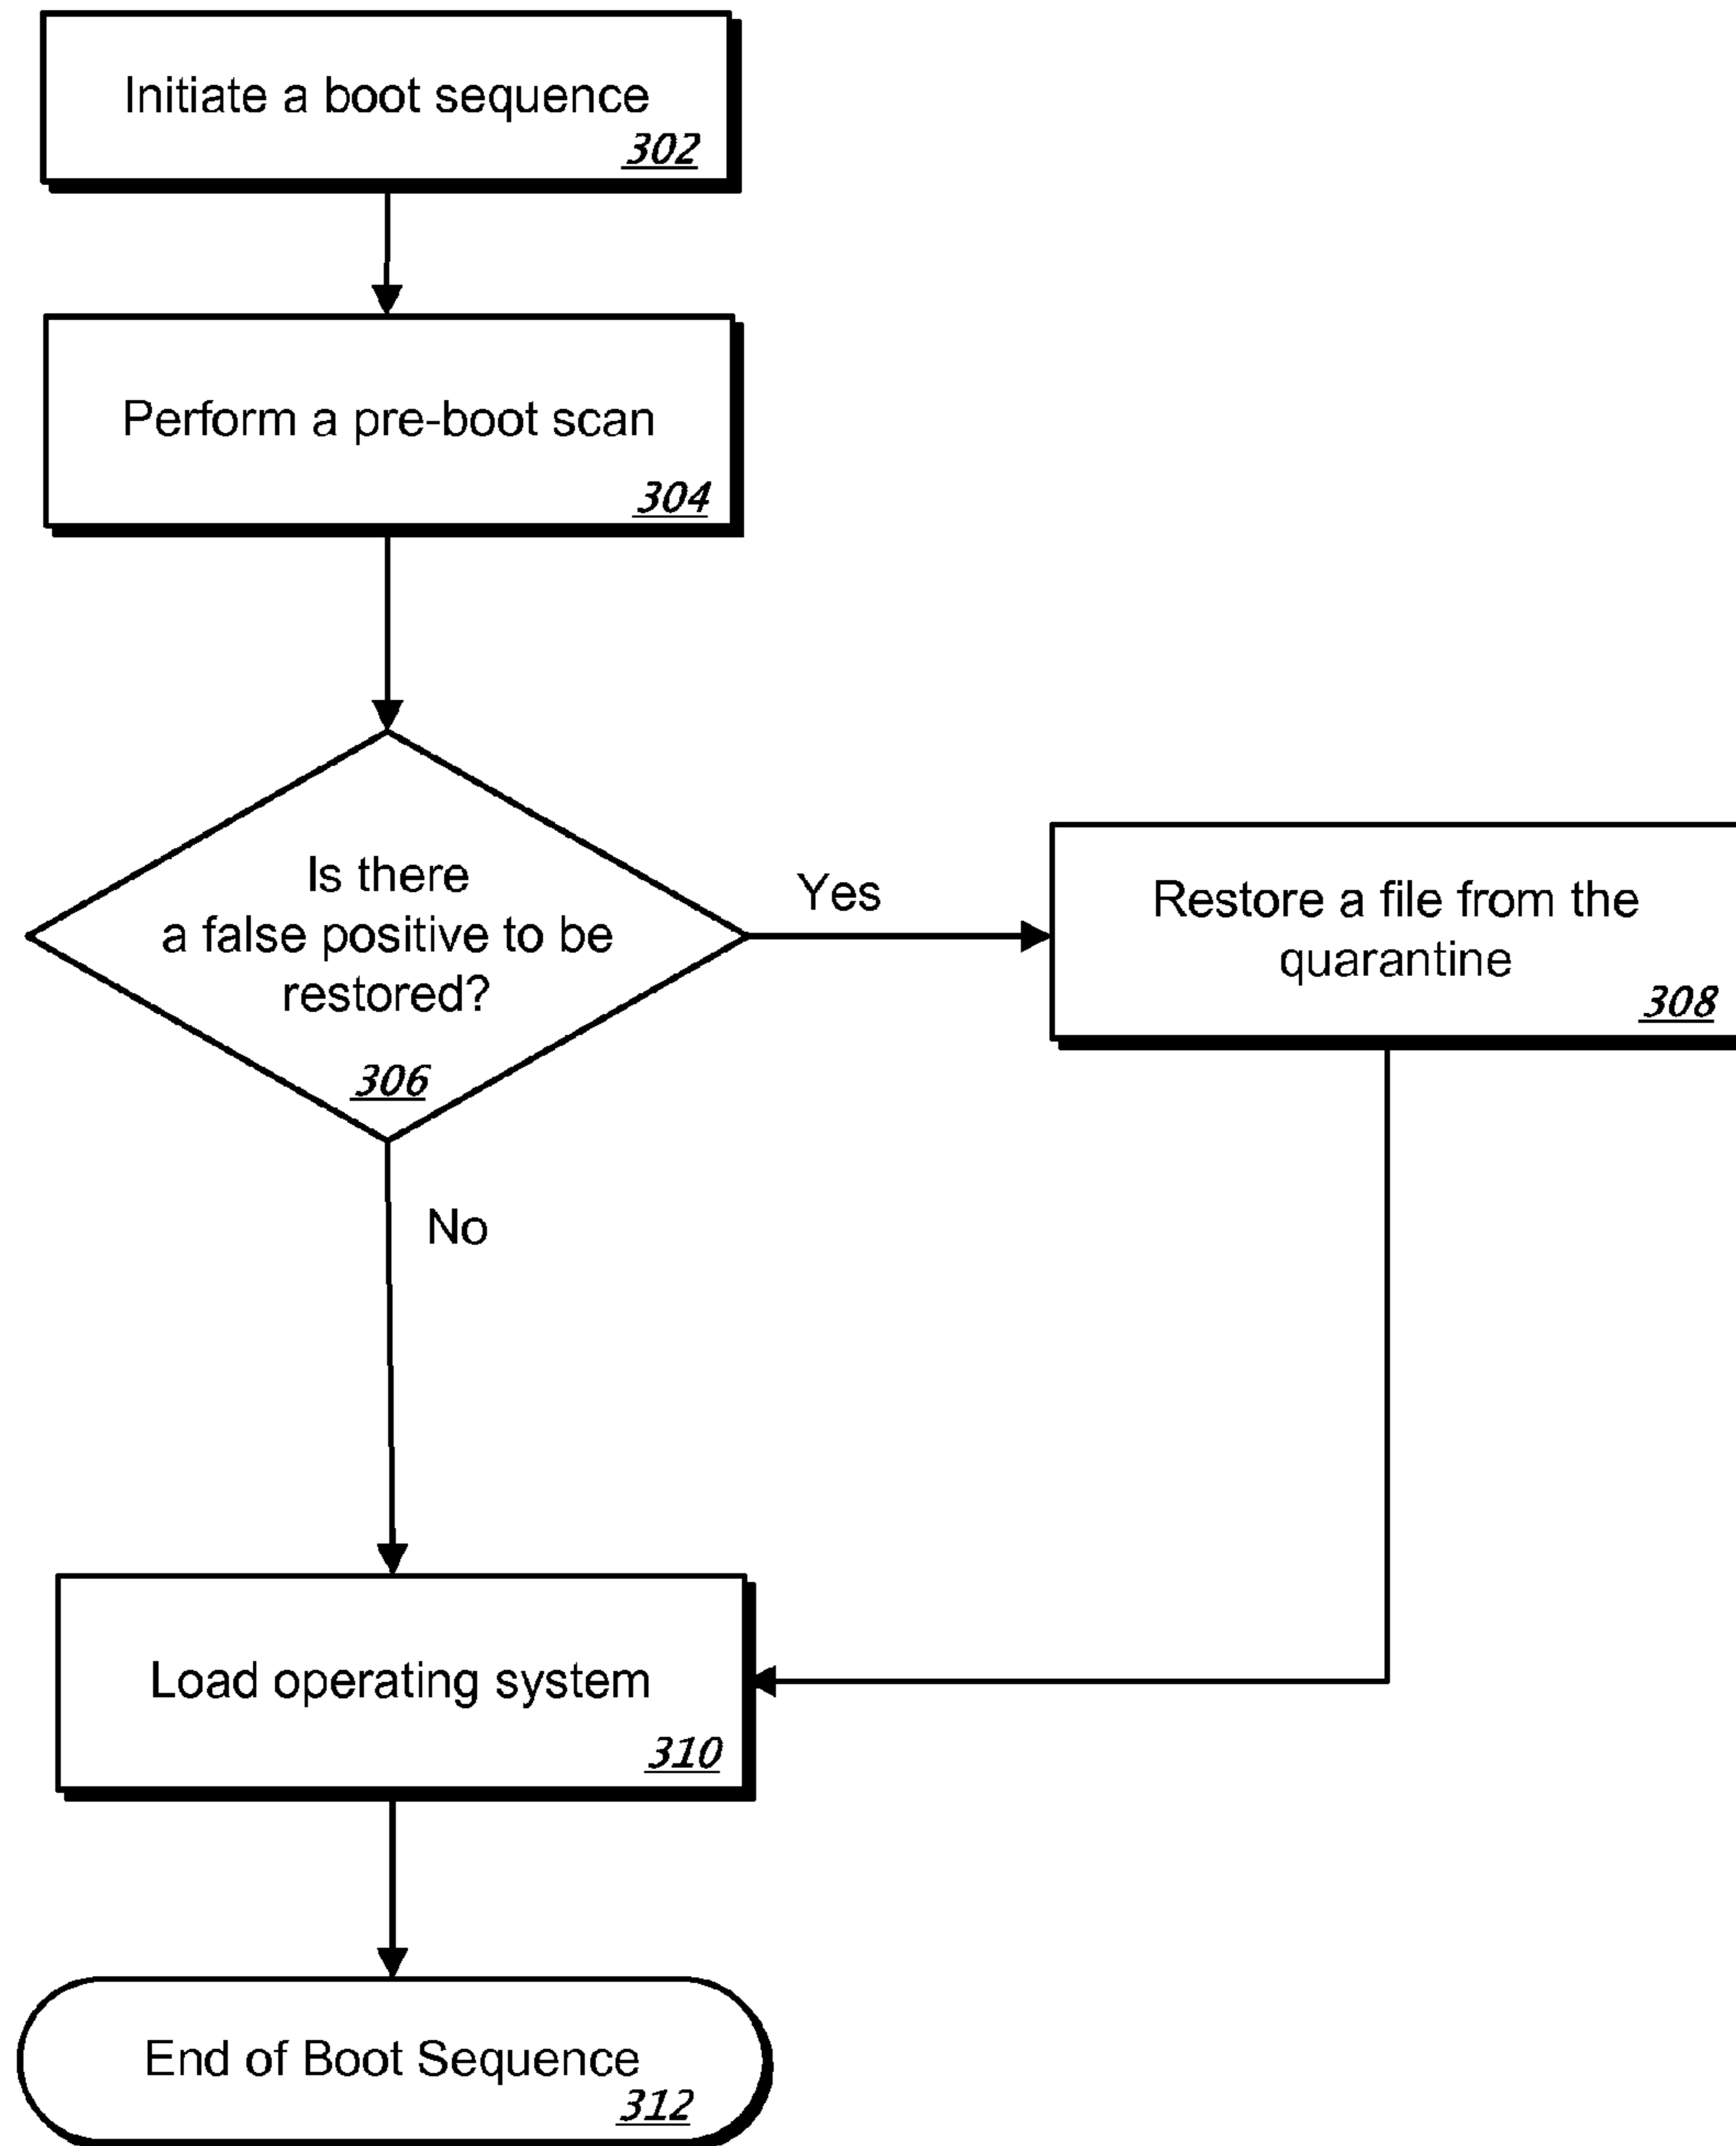 Initiate a boot sequence
302
Perform a pre-boot scan
304
Is there
a false positive to be
restored?
306
Yes
Restore a file from the
quarantine
308
No
Load operating system
310
End of Boot Sequence
312